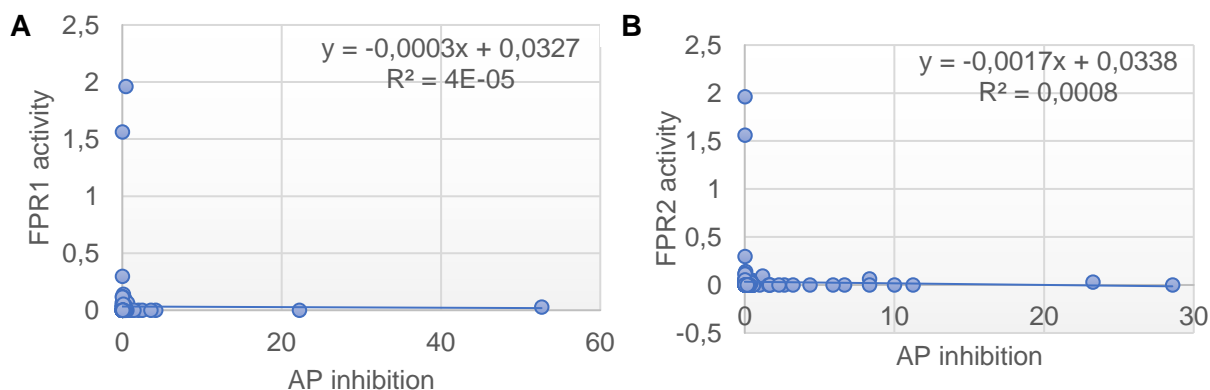 A
2,5
2
1,5
1
0,5
0
0
20
40
60
FPR1 activity
AP inhibition
y = -0,0003x + 0,0327
R² = 4E-05
B
2,5
2
1,5
1
0,5
0
-0,5
0
10
20
30
FPR2 activity
AP inhibition
y = -0,0017x + 0,0338
R² = 0,0008